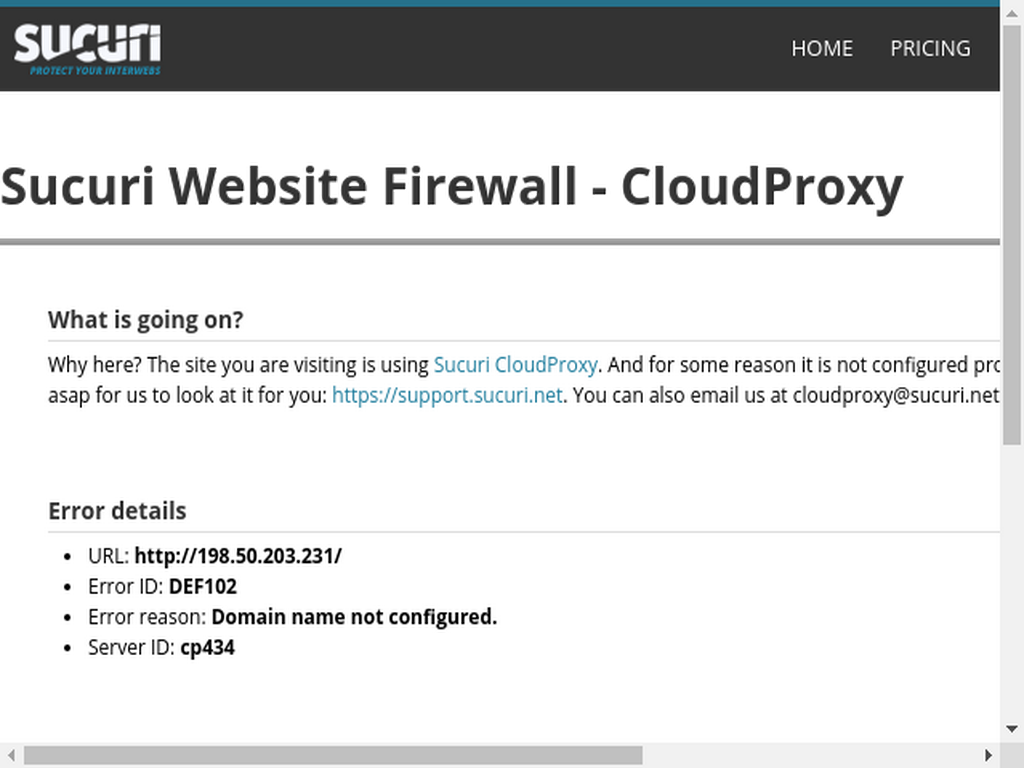 sucuri
PROTECT YOUR INTERWEBS
HOME PRICING
Sucuri Website Firewall - CloudProxy
What is going on?
Why here? The site you are visiting is using Sucuri CloudProxy. And for some reason it is not configured
asap for us to look at it for you: https://support.sucuri.net. You can also email us at cloudproxy@sucuri.net
Error details
• URL: http://198.50.203.231/
• Error ID: DEF102
• Error reason: Domain name not configured.
• Server ID: cp434